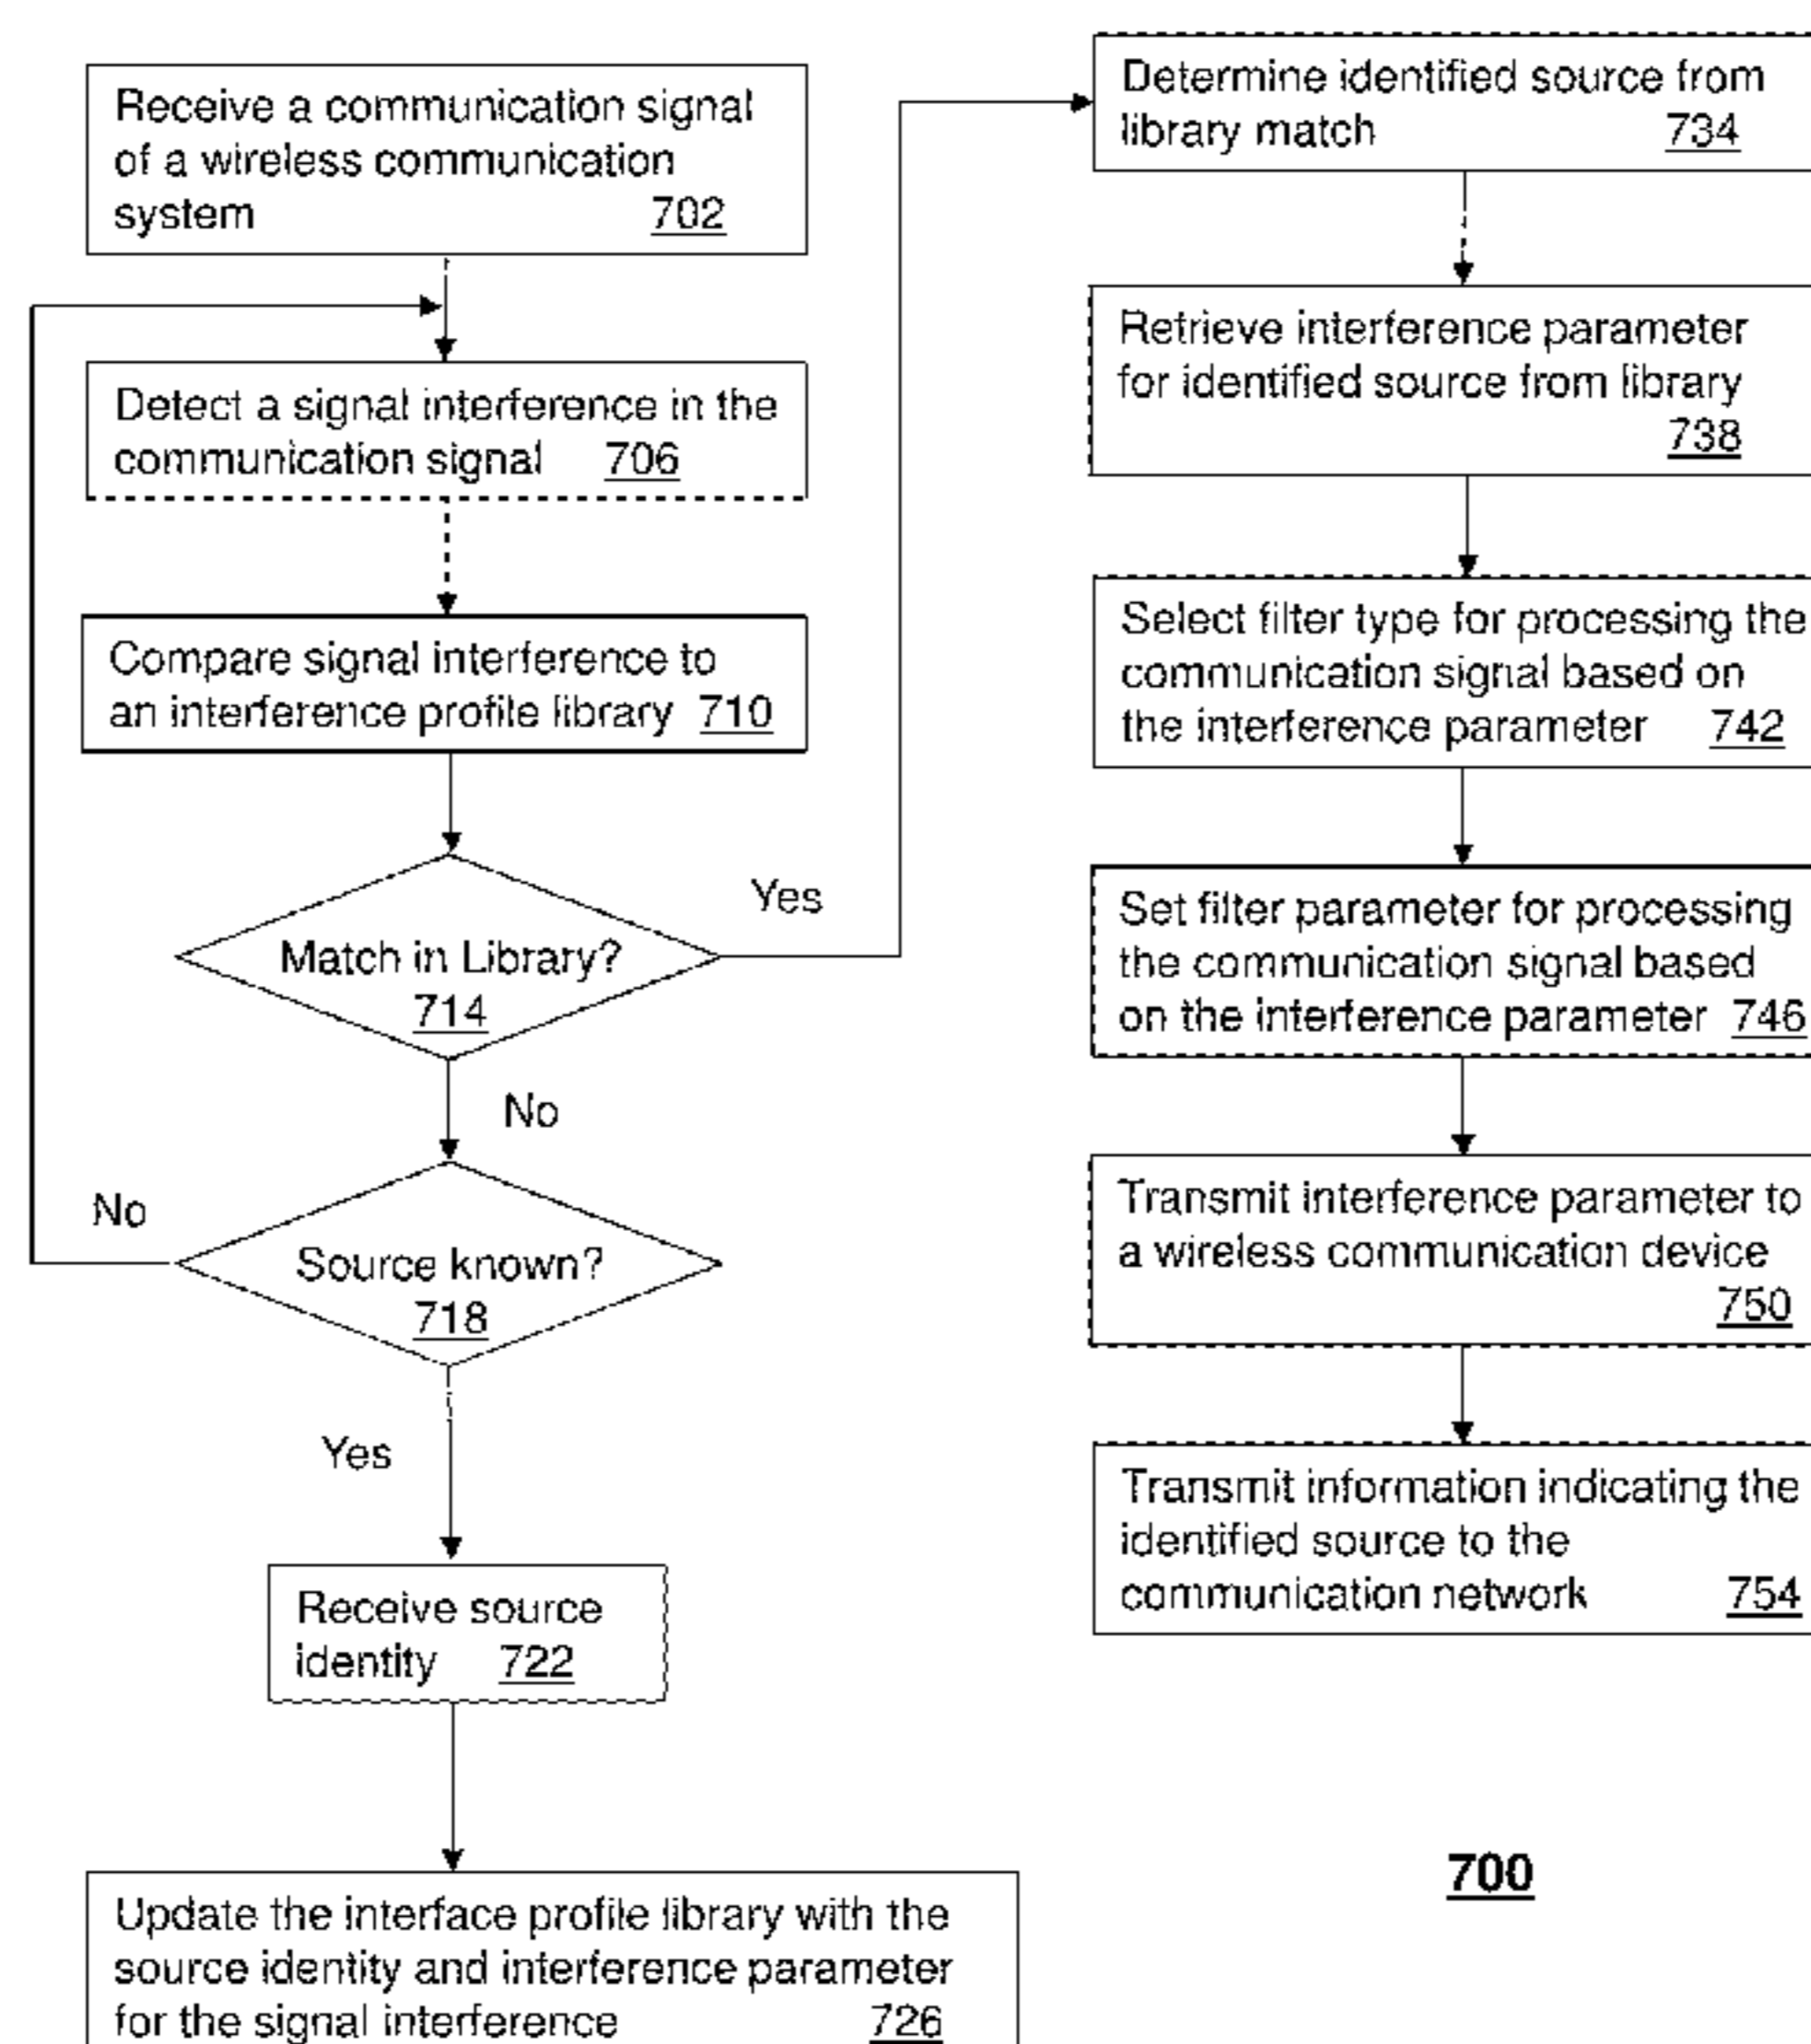 Receive a communication signal
of a wireless communication
system 702
Detect a signal interference in the
communication signal 706
Compare signal interference to
an interference profile library 710
Match in Library?
714
Yes
No
Source known?
718
No
Yes
Receive source
identity 722
Update the interface profile library with the
source identity and interference parameter
for the signal interference 726
Determine identified source from
library match 734
Retrieve interference parameter
for identified source from library
738
Select filter type for processing the
communication signal based on
the interference parameter 742
Set filter parameter for processing
the communication signal based
on the interference parameter 746
Transmit interference parameter to
a wireless communication device
750
Transmit information indicating the
identified source to the
communication network 754
700